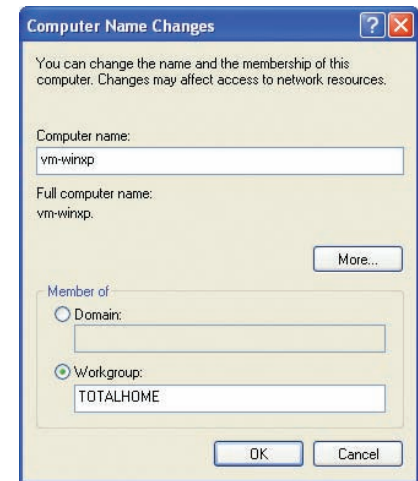 Computer Name Changes
You can change the name and the membership of this
computer. Changes may affect access to network resources.
Computer name:
vm-winxp
Full computer name:
vm-winxp.
More...
Member of
Domain:
Workgroup:
TOTALHOME
OK
Cancel